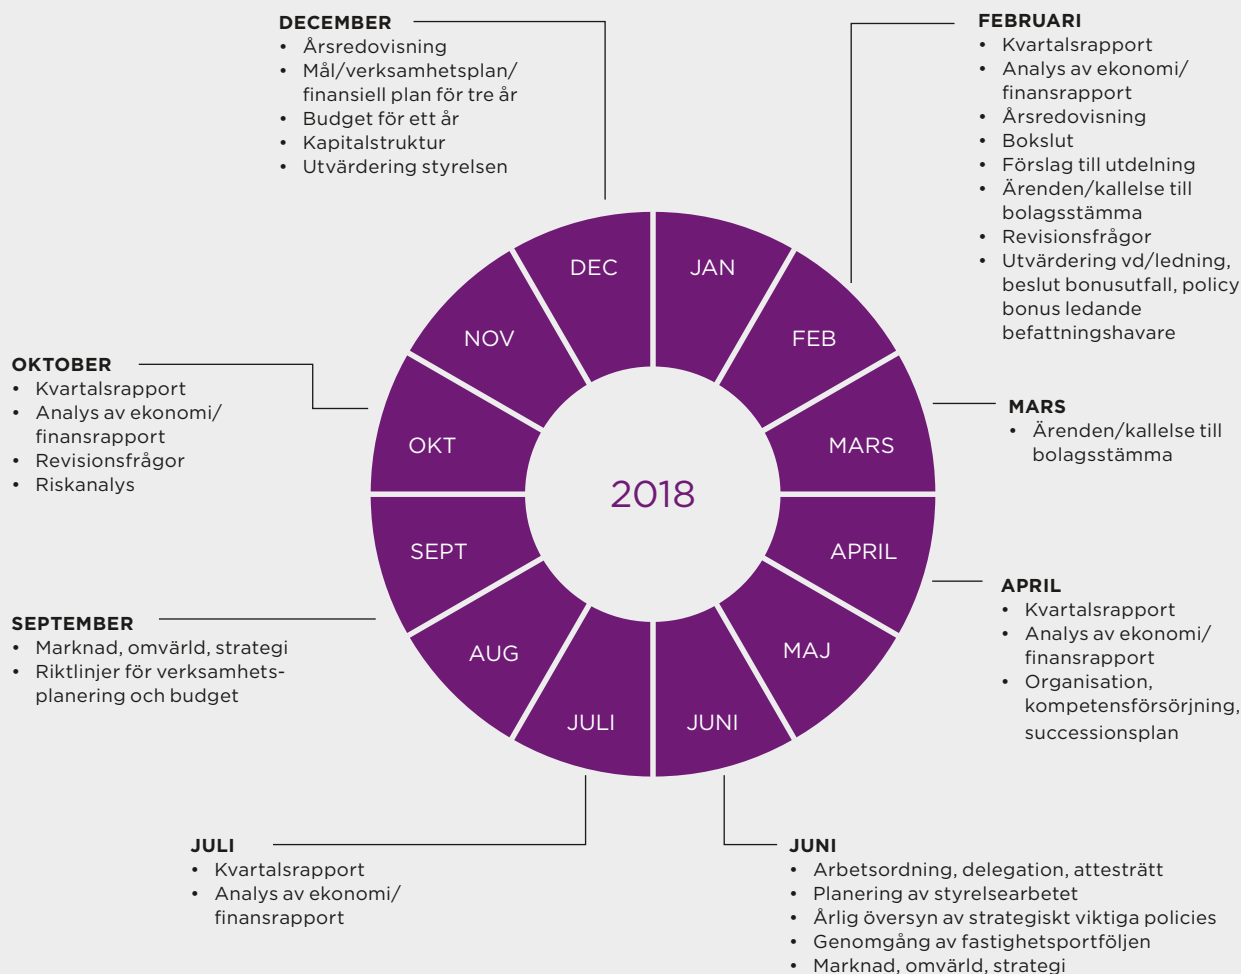 DECEMBER
• Årsredovisning
• Mål/verksamhetsplan/
finansiell plan för tre år
• Budget för ett år
• Kapitalstruktur
• Utvärdering styrelsen
FEBRUARI
• Kvartalsrapport
• Analys av ekonomi/
finansrapport
• Årsredovisning
• Bokslut
• Förslag till utdelning
• Ärenden/kallelse till
bolagsstämma
• Revisionsfrågor
• Utvärdering vd/ledning,
beslut bonusutfall, policy
bonus ledande
befattningshavare
MARS
• Ärenden/kallelse till
bolagsstämma
APRIL
• Kvartalsrapport
• Analys av ekonomi/
finansrapport
• Organisation,
kompetensförsörjning,
successionsplan
JUNI
• Arbetsordning, delegation, attesträtt
• Planering av styrelsearbetet
• Årlig översyn av strategiskt viktiga policies
• Genomgång av fastighetsportföljen
• Marknad, omvärld, strategi
JULI
• Kvartalsrapport
• Analys av ekonomi/
finansrapport
SEPTEMBER
• Marknad, omvärld, strategi
• Riktlinjer för verksamhets-
planering och budget
OKTOBER
• Kvartalsrapport
• Analys av ekonomi/
finansrapport
• Revisionsfrågor
• Riskanalys
JAN
FEB
MARS
APRIL
MAJ
JUNI
JULI
AUG
SEPT
OKT
NOV
DEC
2018